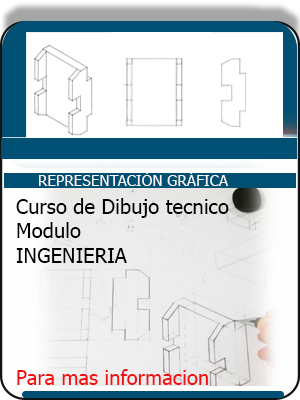 REPRESENTACIÓN GRÁFICA
Curso de Dibujo tecnico
Modulo
INGENIERIA
Para mas informacion